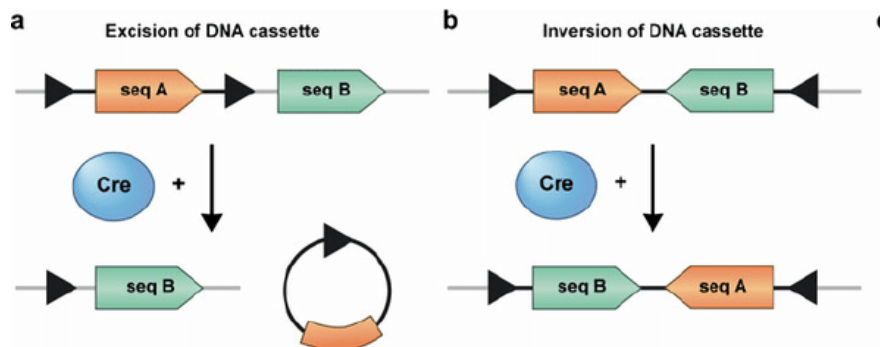 a
Excision of DNA cassette
seq A
seq B
Cre
+
seq B
b
Inversion of DNA cassette
seq A
seq B
Cre
+
seq B
seq A